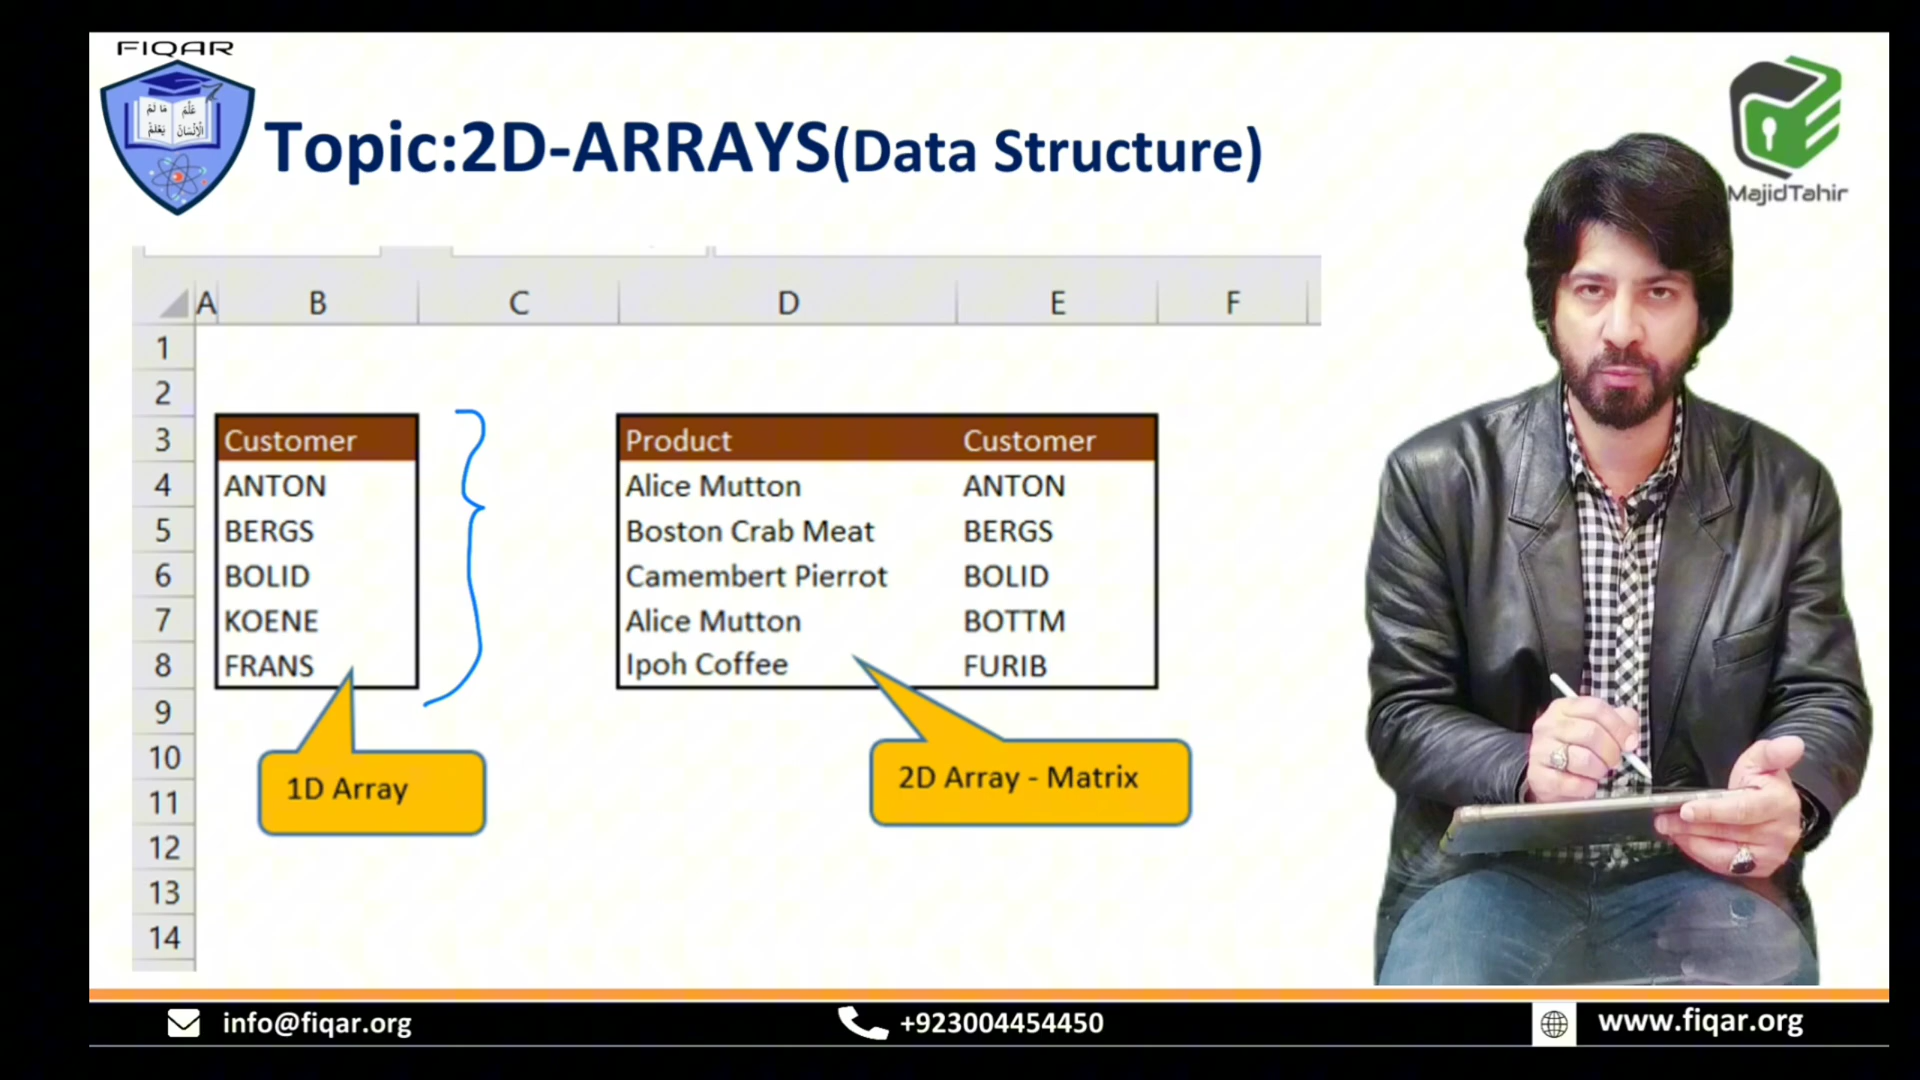 FIQAR
عَلَّمَ
الْإِنْسَانَ
مَا لَمْ
يَعْلَمْ
Topic:2D-ARRAYS(Data Structure)
MajidTahir
A B C D E F
1
2
3 Customer Product Customer
4 ANTON Alice Mutton ANTON
5 BERGS Boston Crab Meat BERGS
6 BOLID Camembert Pierrot BOLID
7 KOENE Alice Mutton BOTTM
8 FRANS Ipoh Coffee FURIB
9
10
11
12
13
14
1D Array
2D Array - Matrix
info@fiqar.org
+923004454450
www.fiqar.org